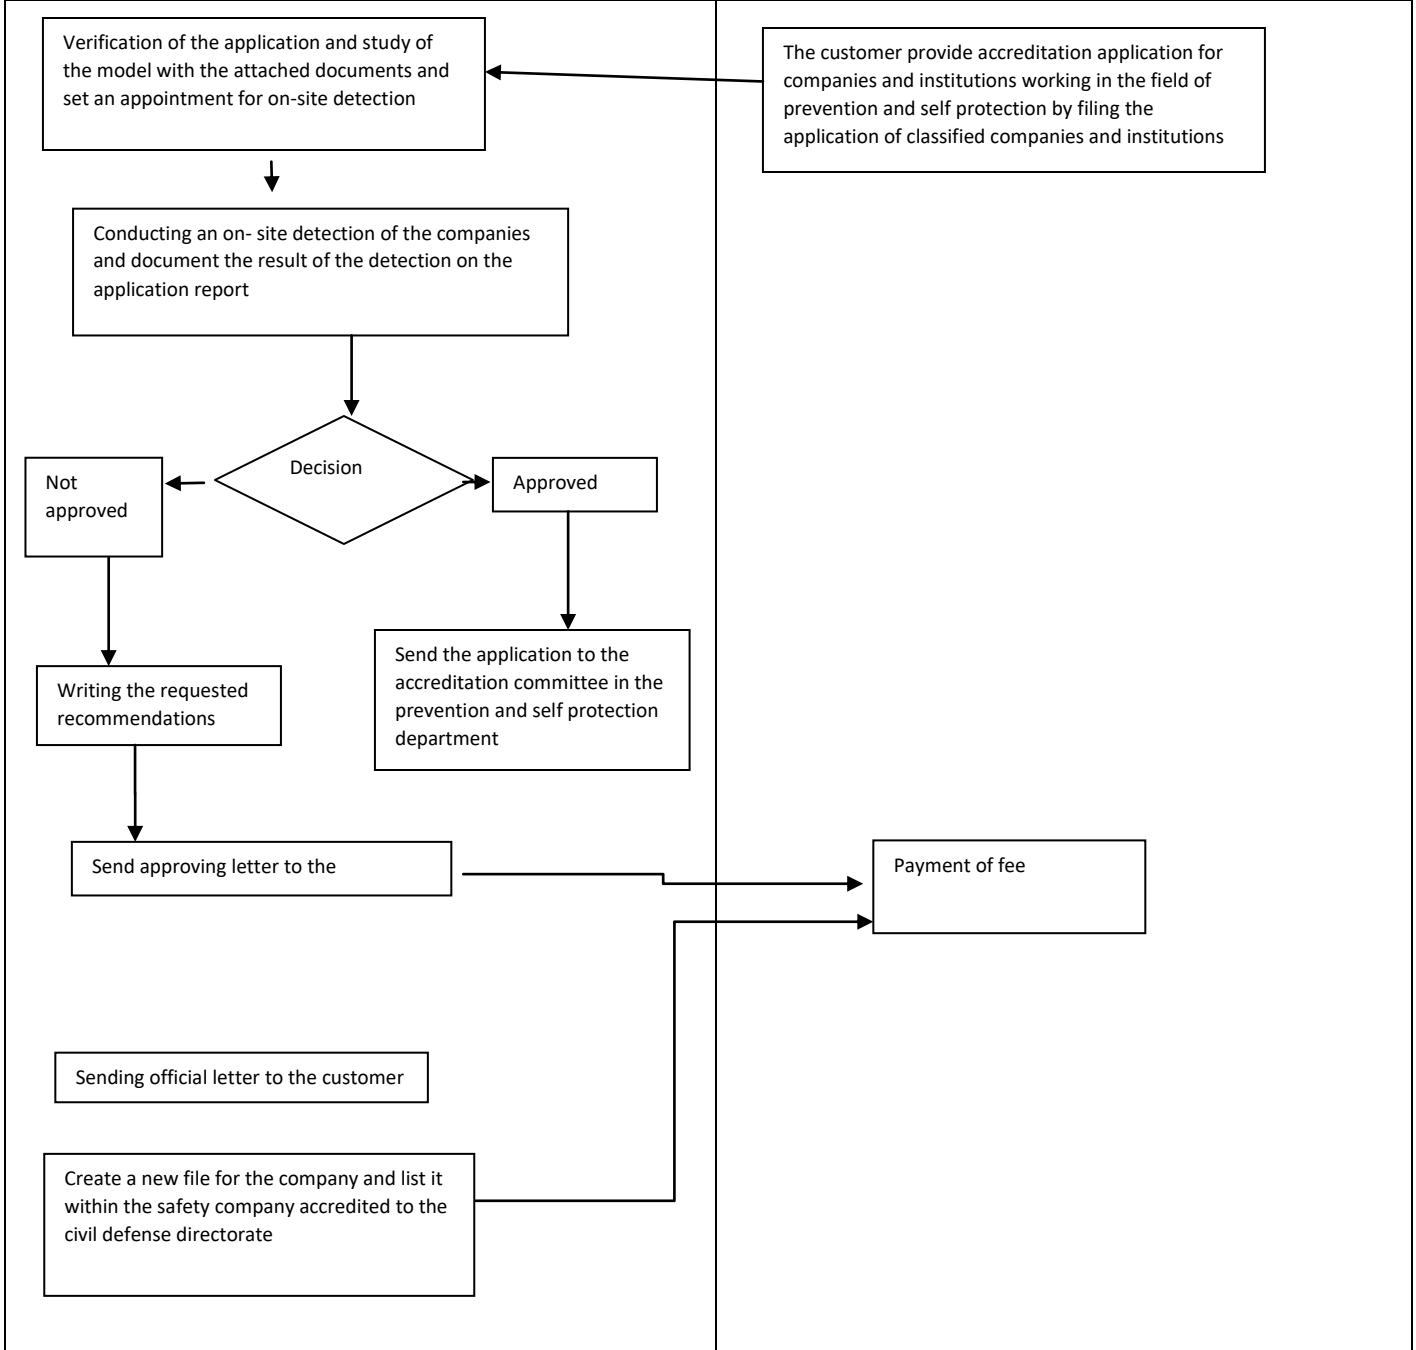 Verification of the application and study of
the model with the attached documents and
set an appointment for on-site detection
The customer provide accreditation application for
companies and institutions working in the field of
prevention and self protection by filing the
application of classified companies and institutions
Conducting an on- site detection of the companies
and document the result of the detection on the
application report
Decision
Not
approved
Approved
Send the application to the
accreditation committee in the
prevention and self protection
department
Writing the requested
recommendations
Send approving letter to the
Payment of fee
Sending official letter to the customer
Create a new file for the company and list it
within the safety company accredited to the
civil defense directorate